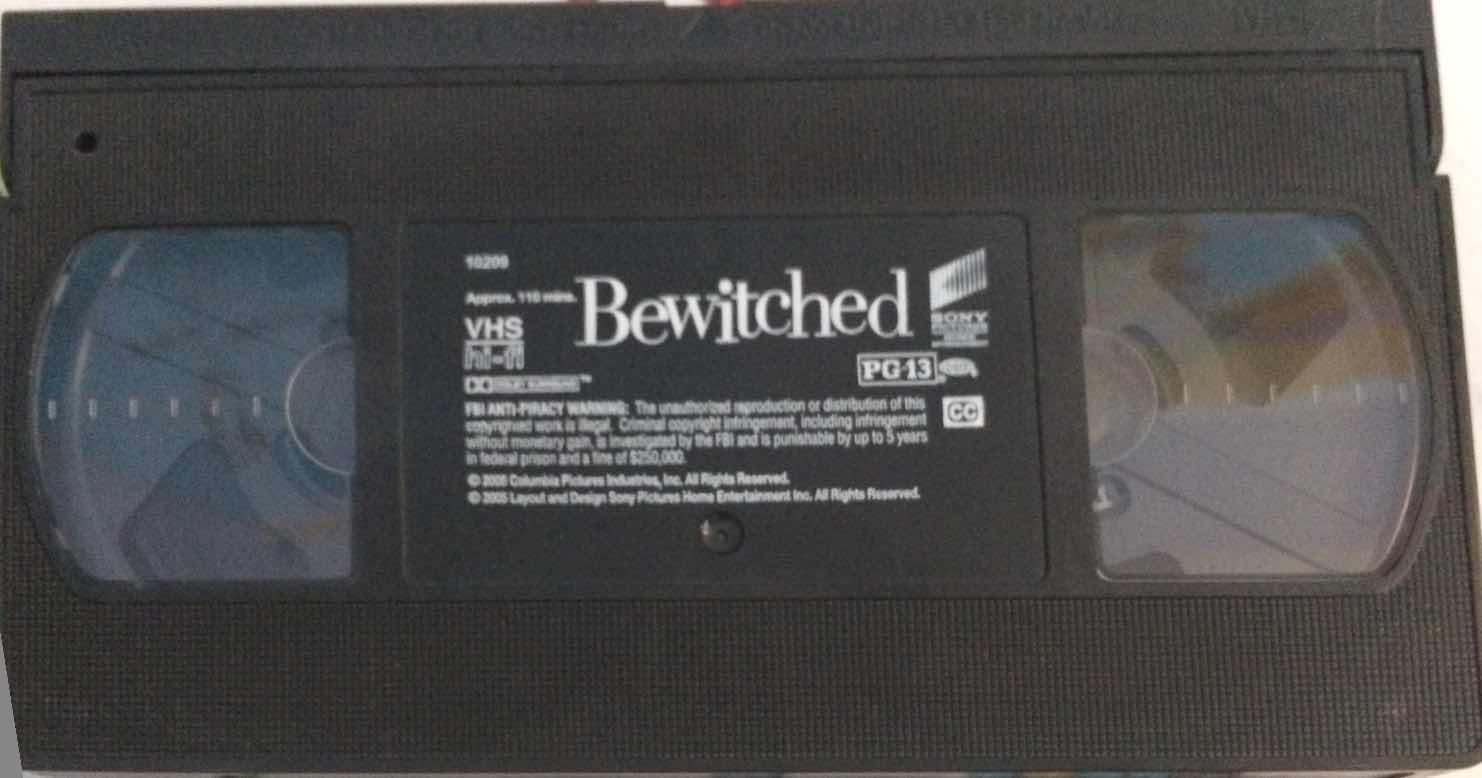 10209
Approx. 110 mins.
Bewitched
VHS
hi-fi
SONY
PICTURES
DOLBY SURROUND™
PG-13
CC
FBI ANTI-PIRACY WARNING: The unauthorized reproduction or distribution of this
copyrighted work is illegal. Criminal copyright infringement, including infringement
without monetary gain, is investigated by the FBI and is punishable by up to 5 years
in federal prison and a fine of $250,000.
© 2005 Columbia Pictures Industries, Inc. All Rights Reserved.
© 2005 Layout and Design Sony Pictures Home Entertainment Inc. All Rights Reserved.